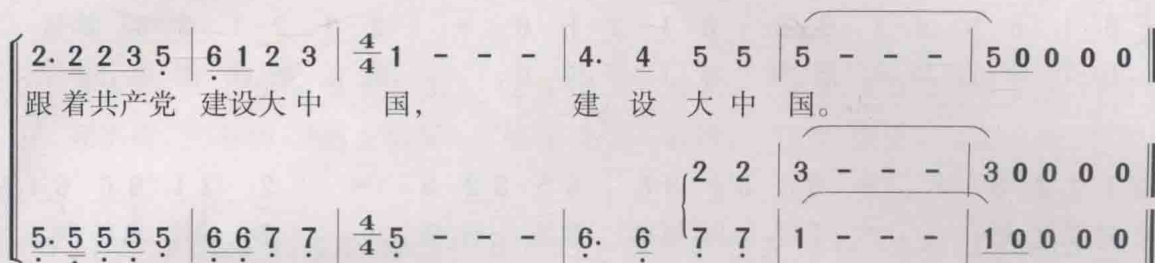 2. 2 2 3 5 | 6 1 2 3 | 4/4 1 - - - | 4. 4 5 5 | 5 - - - | 5 0 0 0 0 ‖
跟着共产党 建设大中 国， 建 设 大 中 国。
2 2 | 3 - - - | 3 0 0 0 0 ‖
5. 5 5 5 5 | 6 6 7 7 | 4/4 5 - - - | 6. 6 7 7 | 1 - - - | 1 0 0 0 0 ‖